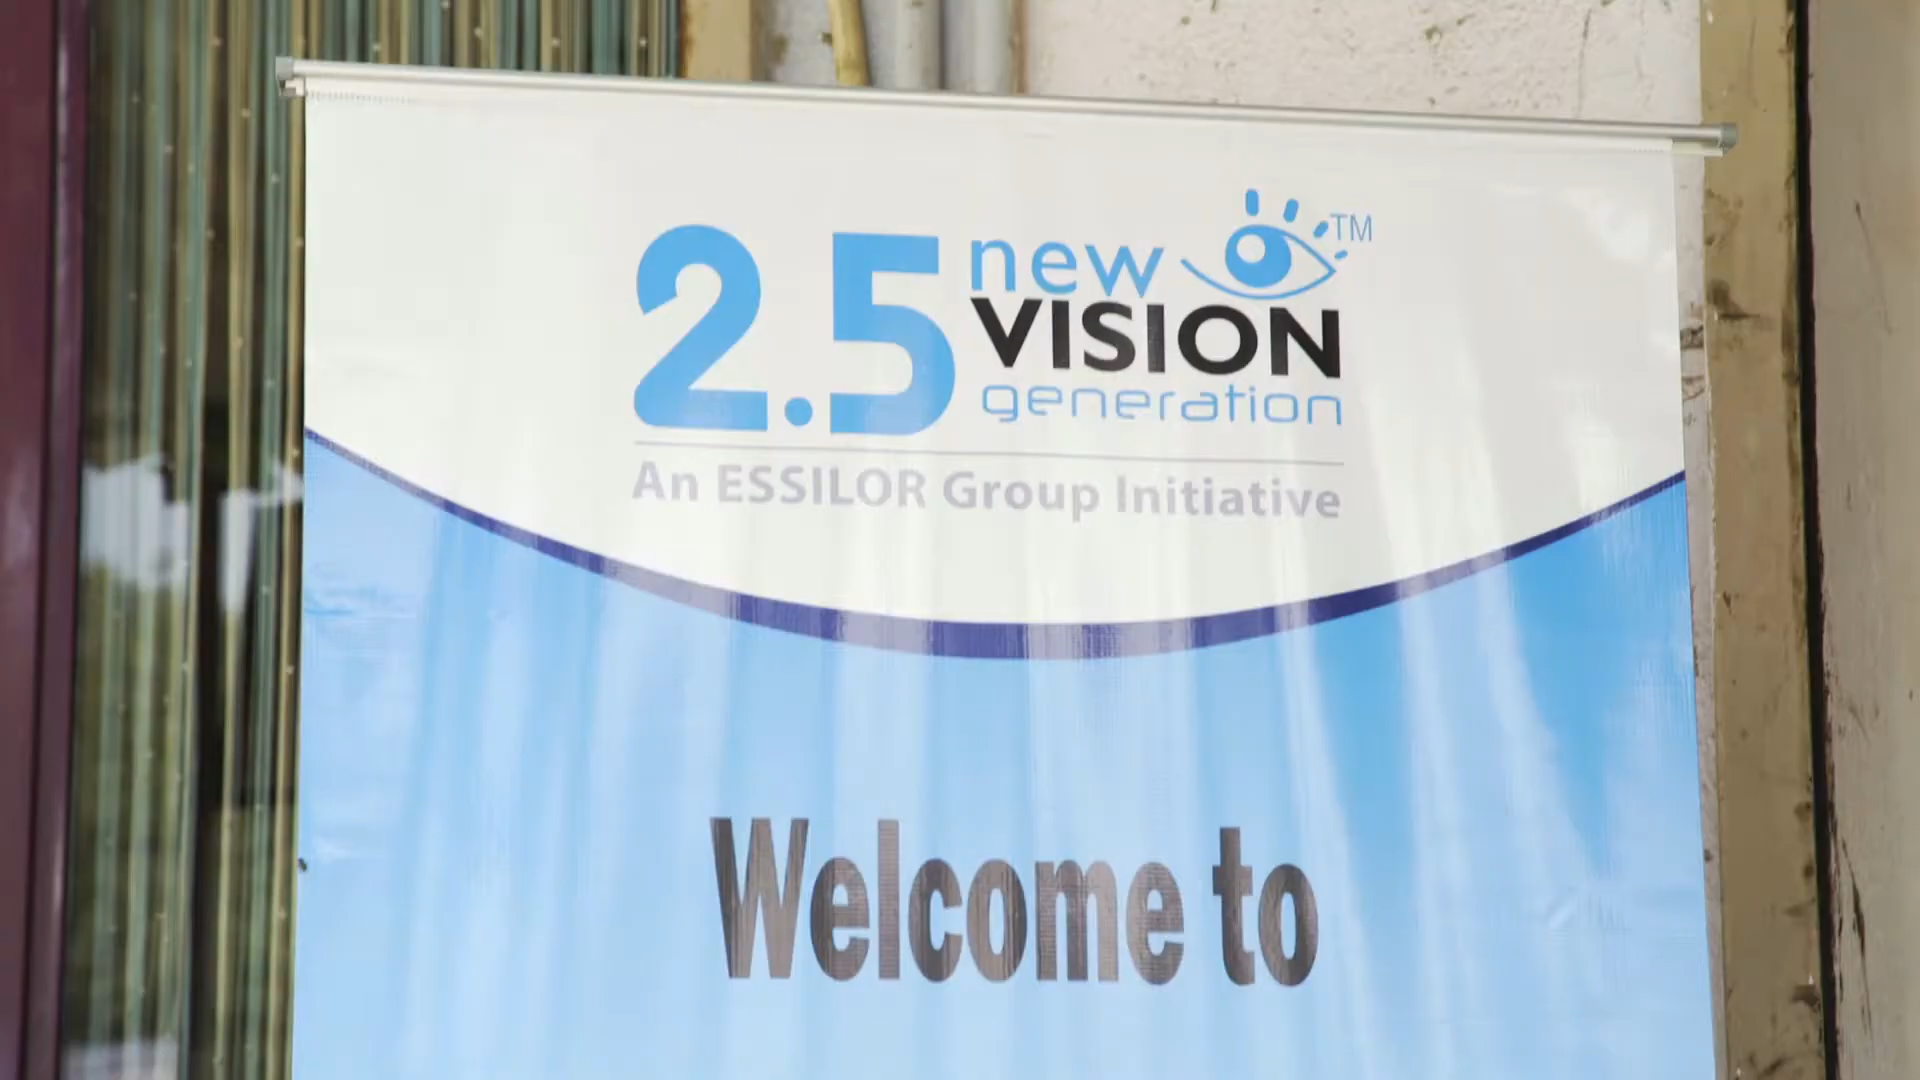 2.5 new VISION generation TM
An ESSILOR Group Initiative
Welcome to